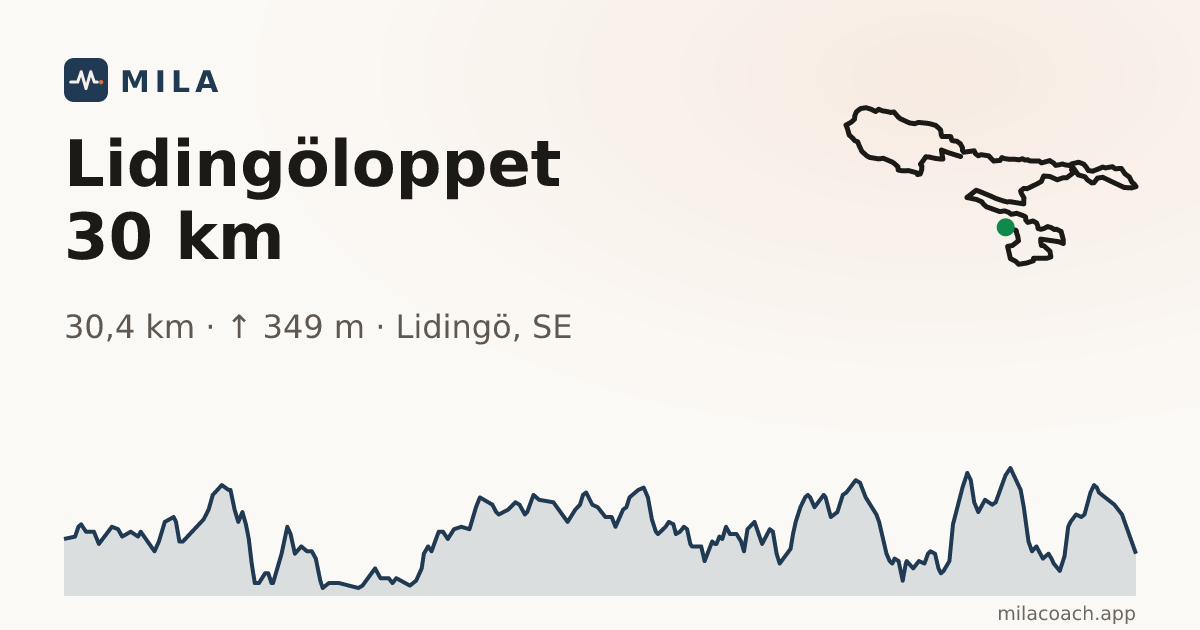 MILA
Lidingöloppet
30 km
30,4 km · ↑ 349 m · Lidingö, SE
milacoach.app